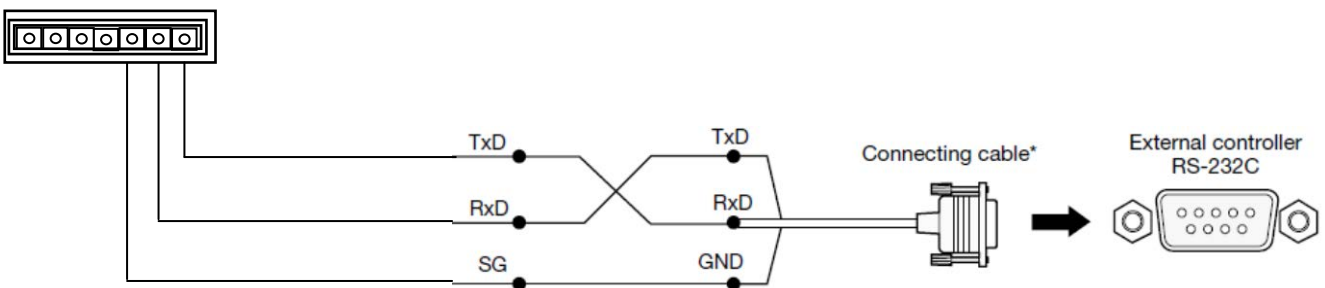 TxD
TxD
Connecting cable*
External controller
RS-232C
RxD
RxD
SG
GND